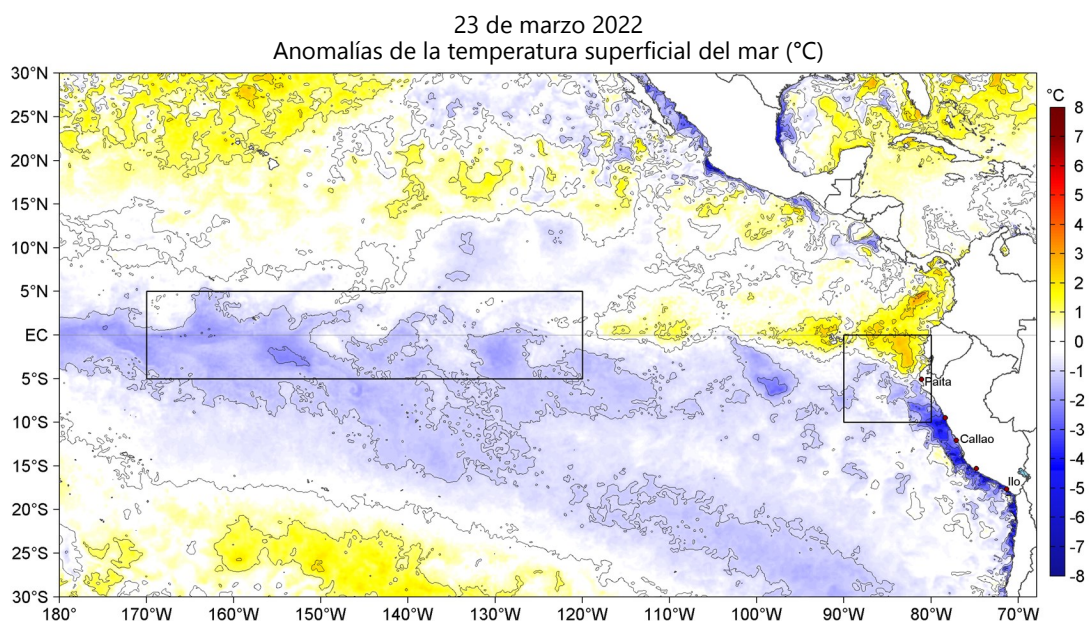 23 de marzo 2022
Anomalías de la temperatura superficial del mar (°C)
°C
30°N
25°N
20°N
15°N
10°N
5°N
EC
5°S
10°S
15°S
20°S
25°S
30°S
180
170°W
160°W
150°W
140°W
130°W
120°W
110°W
100°W
90°W
80°W
70°W
Paita
Callao
Ilo
8
7
6
5
4
3
2
1
0
-1
-2
-3
-4
-5
-6
-7
-8